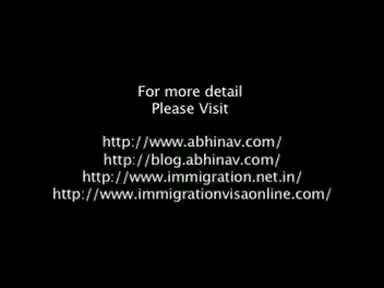 For more detail
Please Visit
http://www.abhinav.com/
http://blog.abhinav.com/
http://www.immigration.net.in/
http://www.immigrationvisaonline.com/